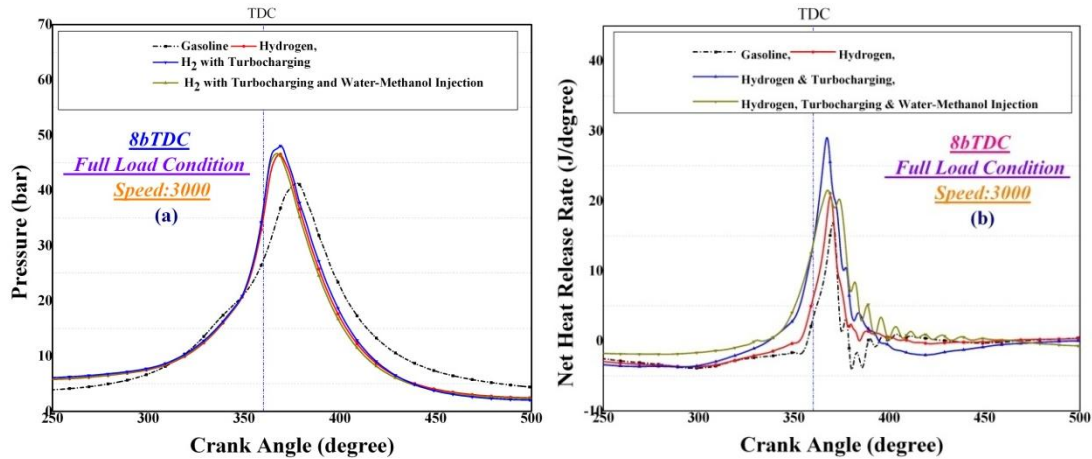 TDC
70
60
50
40
30
20
10
0
Pressure (bar)
Gasoline Hydrogen,
H2 with Turbocharging
H2 with Turbocharging and Water-Methanol Injection
8bTDC
Full Load Condition
Speed:3000
(a)
250 300 350 400 450 500
Crank Angle (degree)
TDC
40
30
20
10
0
-10
Net Heat Release Rate (J/degree)
Gasoline, Hydrogen,
Hydrogen & Turbocharging,
Hydrogen, Turbocharging & Water-Methanol Injection
8bTDC
Full Load Condition
Speed:3000
(b)
250 300 350 400 450 500
Crank Angle (degree)